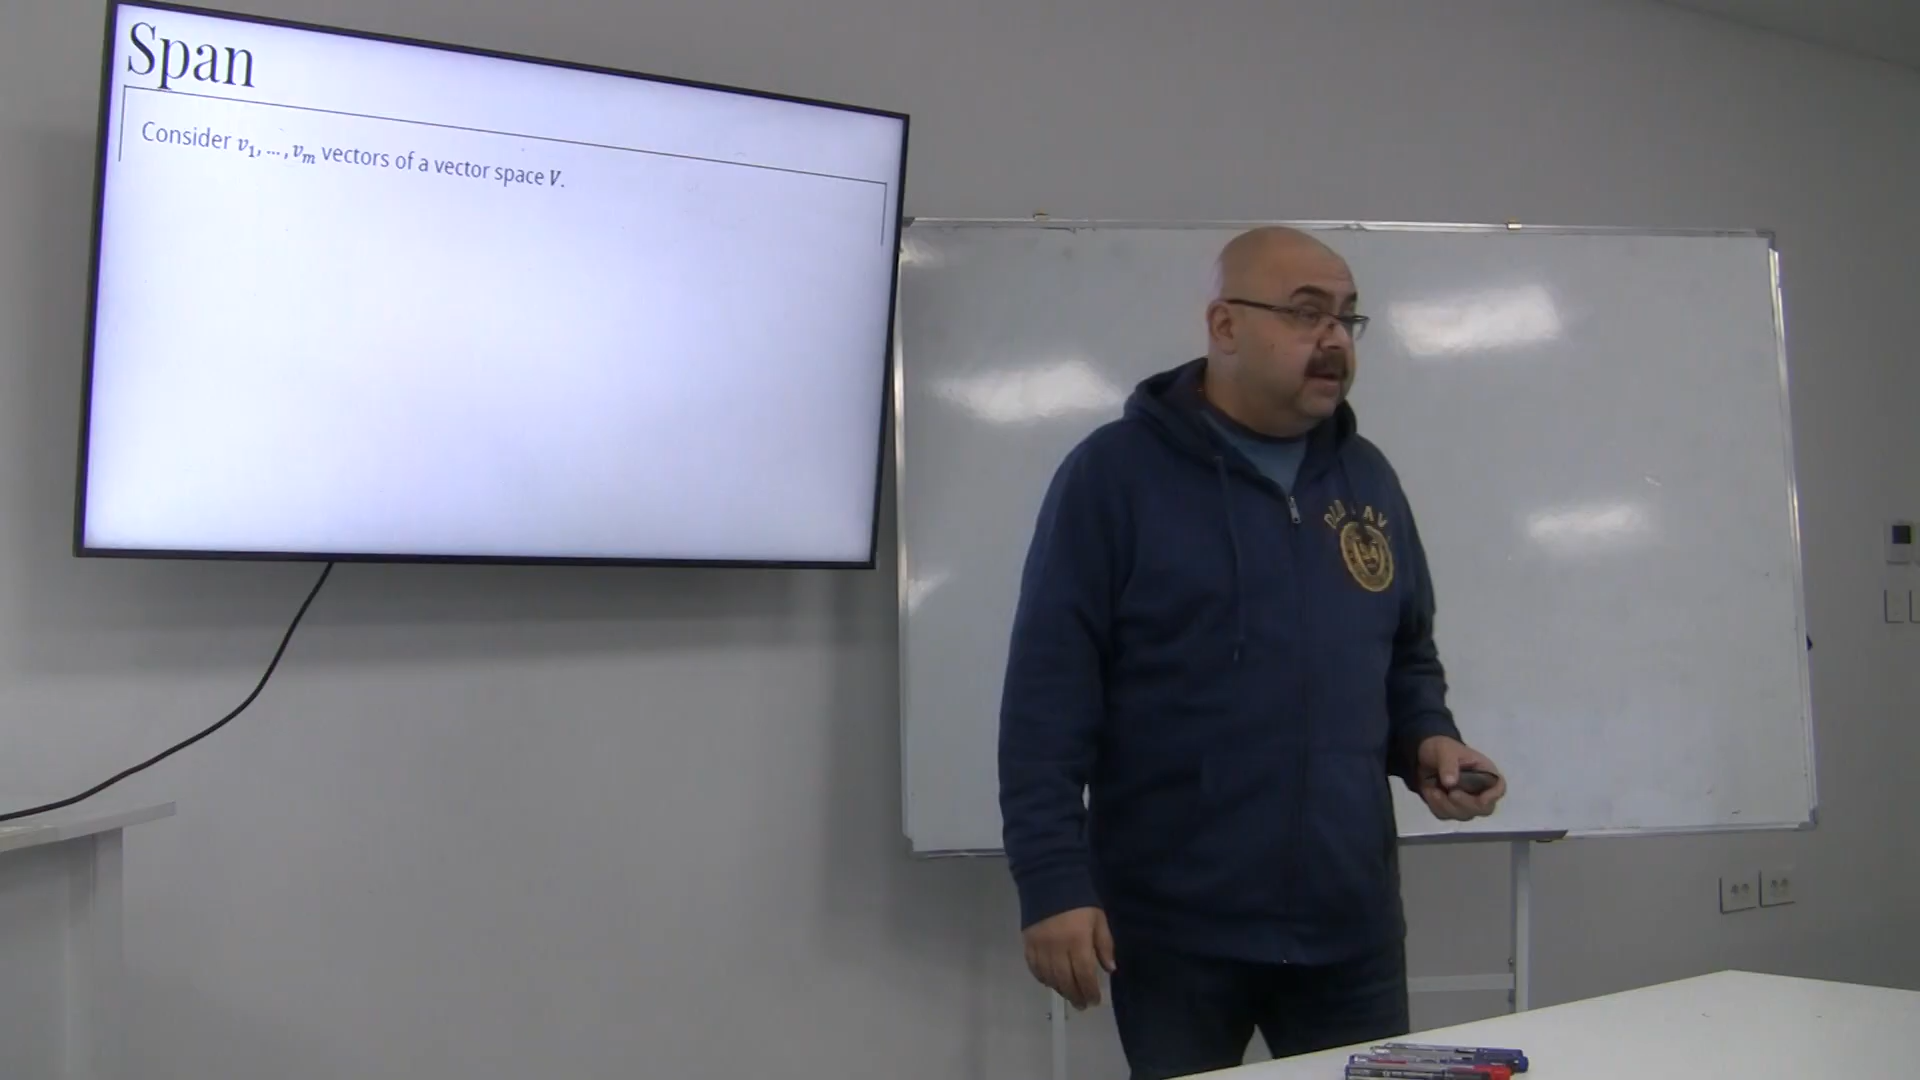 Span
Consider v₁, ... , vₘ vectors of a vector space V.